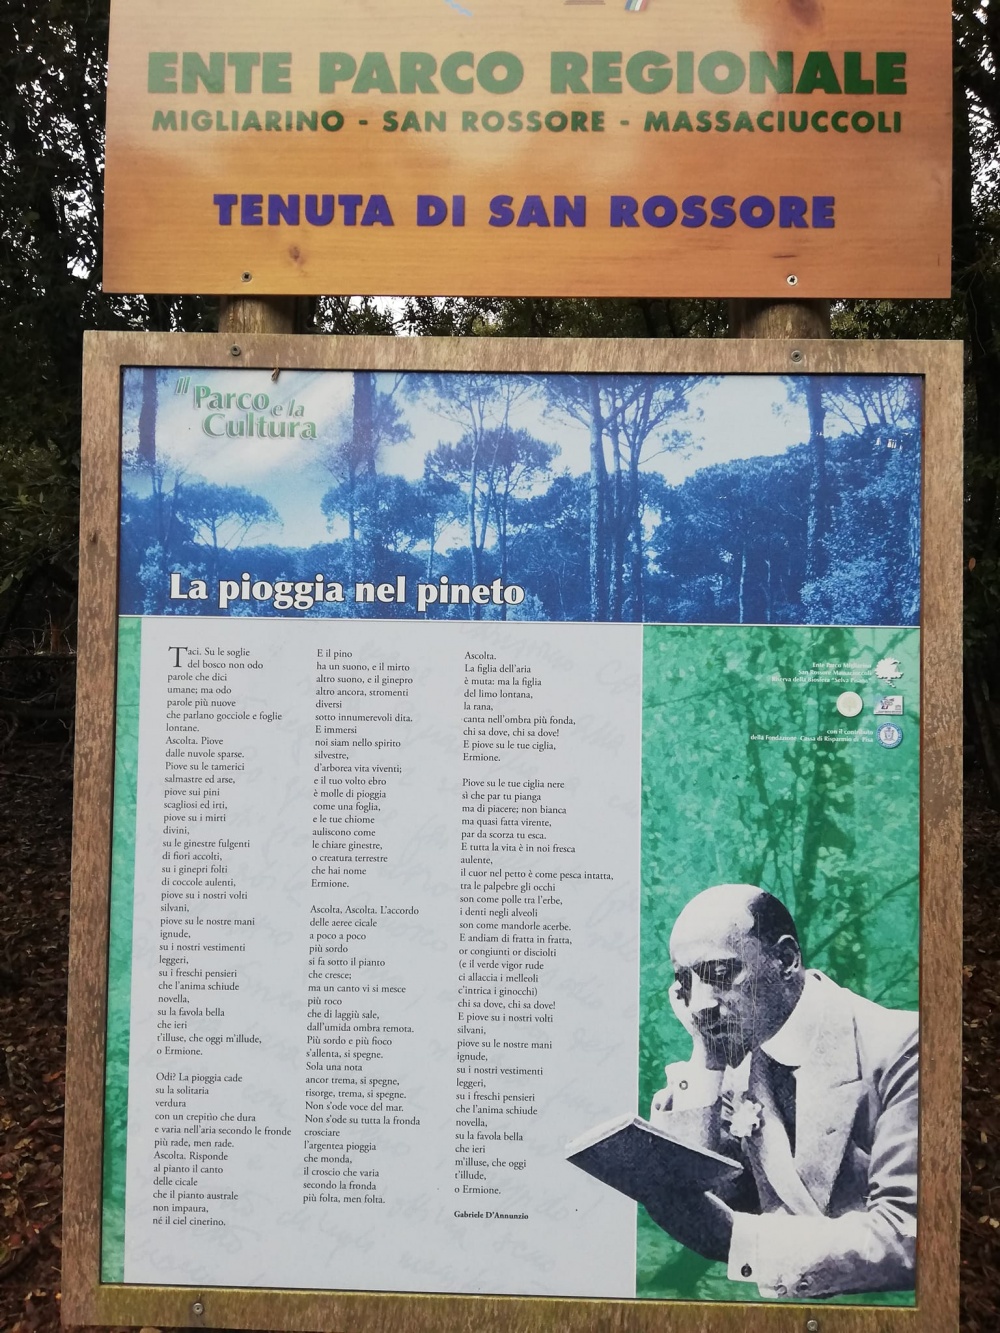 ENTE PARCO REGIONALE
MIGLIARINO - SAN ROSSORE - MASSACIUCCOLI
TENUTA DI SAN ROSSORE
il Parco e la
Cultura
La pioggia nel pineto
Taci. Su le soglie
del bosco non odo
parole che dici
umane; ma odo
parole più nuove
che parlano gocciole e foglie
lontane.
Ascolta. Piove
dalle nuvole sparse.
Piove su le tamerici
salmastre ed arse,
piove sui pini
scagliosi ed irti,
piove su i mirti
divini,
su le ginestre fulgenti
di fiori accolti,
su i ginepri folti
di coccole aulenti,
piove su i nostri volti
silvani,
piove su le nostre mani
ignude,
su i nostri vestimenti
leggeri,
su i freschi pensieri
che l'anima schiude
novella,
su la favola bella
che ieri
t'illuse, che oggi m'illude,
o Ermione.
Odi? La pioggia cade
su la solitaria
verdura
con un crepitio che dura
e varia nell'aria secondo le fronde
più rade, men rade.
Ascolta. Risponde
al pianto il canto
delle cicale
che il pianto australe
non impaura,
né il ciel cinerino.
E il pino
ha un suono, e il mirto
altro suono, e il ginepro
altro ancora, stromenti
diversi
sotto innumerevoli dita.
E immersi
noi siam nello spirito
silvestre,
d'arborea vita viventi;
e il tuo volto ebro
è molle di pioggia
come una foglia,
e le tue chiome
auliscono come
le chiare ginestre,
o creatura terrestre
che hai nome
Ermione.
Ascolta, Ascolta. L'accordo
delle aeree cicale
a poco a poco
più sordo
si fa sotto il pianto
che cresce;
ma un canto vi si mesce
più roco
che di laggiù sale,
dall'umida ombra remota.
Più sordo e più fioco
s'allenta, si spegne.
Sola una nota
ancor trema, si spegne,
risorge, trema, si spegne.
Non s'ode voce del mar.
Non s'ode su tutta la fronda
crosciare
l'argentea pioggia
che monda,
il croscio che varia
secondo la fronda
più folta, men folta.
Ascolta.
La figlia dell'aria
è muta: ma la figlia
del limo lontana,
la rana,
canta nell'ombra più fonda,
chi sa dove, chi sa dove!
E piove su le tue ciglia,
Ermione.
Piove su le tue ciglia nere
sì che par tu pianga
ma di piacere; non bianca
ma quasi fatta virente,
par da scorza tu esca.
E tutta la vita è in noi fresca
aulente,
il cuor nel petto è come pesca intatta,
tra le palpebre gli occhi
son come polle tra l'erbe,
i denti negli alveoli
son come mandorle acerbe.
E andiam di fratta in fratta,
or congiunti or disciolti
(e il verde vigor rude
ci allaccia i melleoli
c'intrica i ginocchi)
chi sa dove, chi sa dove!
E piove su i nostri volti
silvani,
piove su le nostre mani
ignude,
su i nostri vestimenti
leggeri,
su i freschi pensieri
che l'anima schiude
novella,
su la favola bella
che ieri
m'illuse, che oggi
t'illude,
o Ermione.
Gabriele D'Annunzio
Ente Parco Migliarino
San Rossore Massaciuccoli
Riserva della Biosfera "Selva Pisana"
con il contributo
della Fondazione Cassa di Risparmio di Pisa